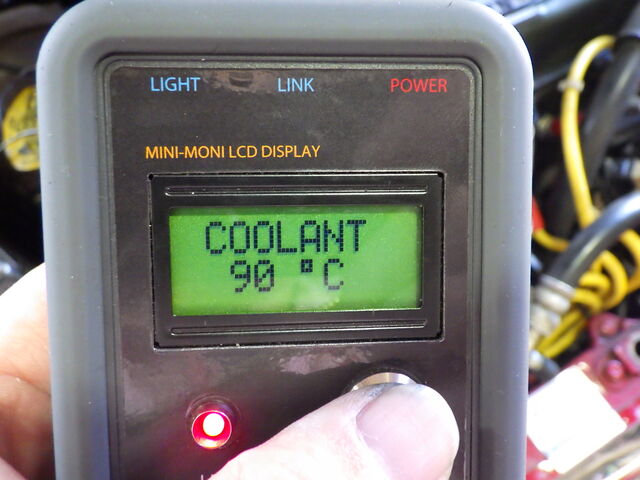 LIGHT LINK POWER
MINI-MONI LCD DISPLAY
COOLANT
90 °C